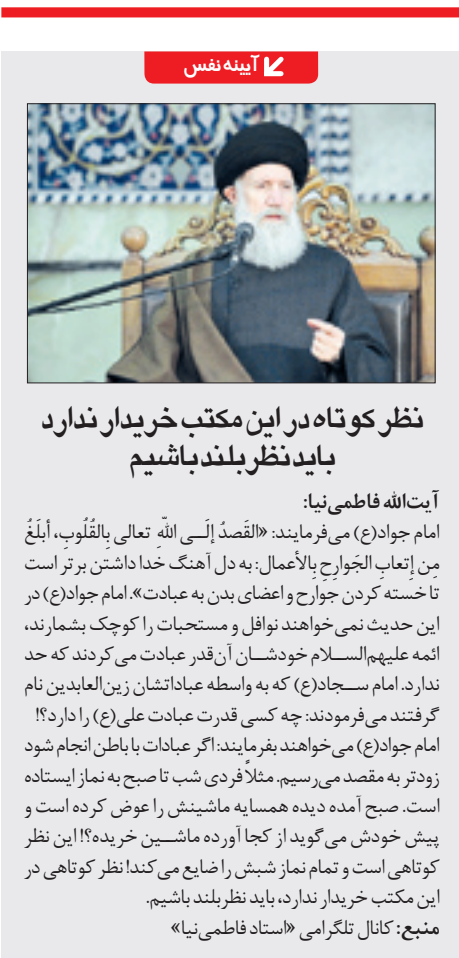 آیینه نفس
نظر کوتاه در این مکتب خریدار ندارد
باید نظر بلند باشیم
آیت‌الله فاطمی‌نیا:
امام جواد(ع) می‌فرمایند: «القَصدُ إلَــی اللّهِ تعالی بِالقُلُوبِ، أبلَغُ
مِن إتعابِ الجَوارِحِ بِالأعمال: به دل آهنگ خدا داشتن برتر است
تا خسته کردن جوارح و اعضای بدن به عبادت». امام جواد(ع) در
این حدیث نمی‌خواهند نوافل و مستحبات را کوچک بشمارند،
ائمه علیهم‌الســلام خودشــان آن‌قدر عبادت می‌کردند که حد
ندارد. امام ســجاد(ع) که به واسطه عباداتشان زین‌العابدین نام
گرفتند می‌فرمودند: چه کسی قدرت عبادت علی(ع) را دارد؟!
امام جواد(ع) می‌خواهند بفرمایند: اگر عبادات با باطن انجام شود
زودتر به مقصد می‌رسیم. مثلاً فردی شب تا صبح به نماز ایستاده
است. صبح آمده دیده همسایه ماشینش را عوض کرده است و
پیش خودش می‌گوید از کجا آورده ماشــین خریده؟! این نظر
کوتاهی است و تمام نماز شبش را ضایع می‌کند! نظر کوتاهی در
این مکتب خریدار ندارد، باید نظر بلند باشیم.
منبع: کانال تلگرامی «استاد فاطمی‌نیا»